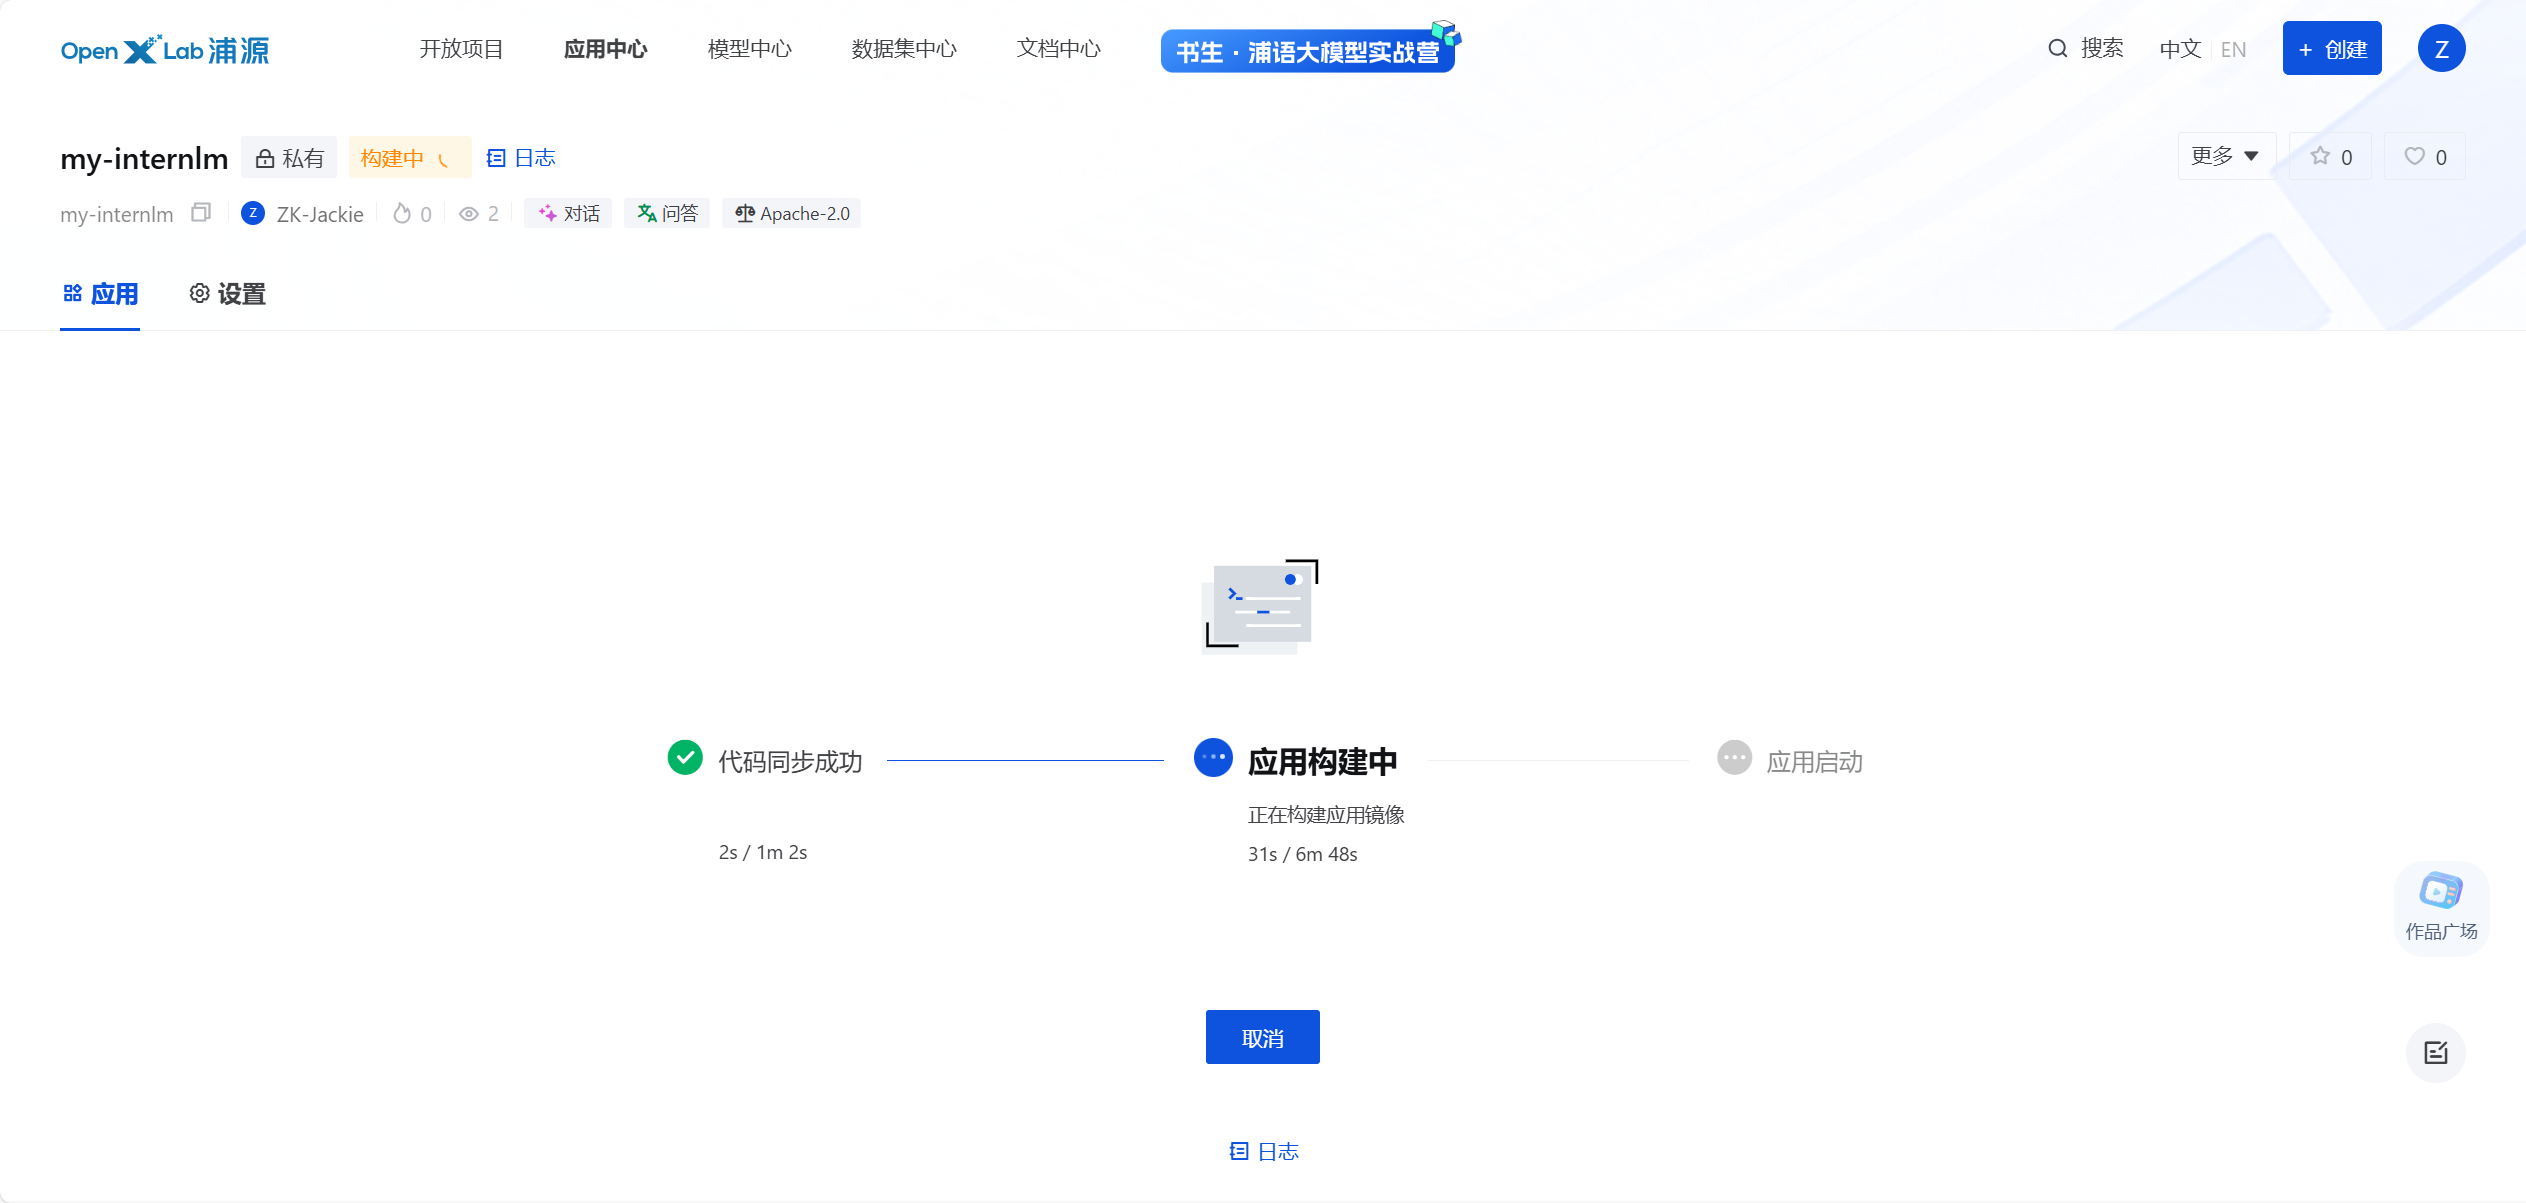 Open X Lab 浦源
开放项目
应用中心
模型中心
数据集中心
文档中心
书生·浦语大模型实战营
搜索
中文 EN
+ 创建
Z
my-internlm
私有
构建中
日志
更多
0
0
my-internlm
Z ZK-Jackie
0
2
对话
问答
Apache-2.0
应用
设置
代码同步成功
应用构建中
应用启动
正在构建应用镜像
2s / 1m 2s
31s / 6m 48s
作品广场
取消
日志